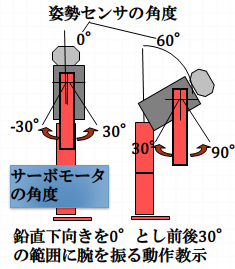 姿勢センサの角度
0° 60°
-30° 30° 30° 90°
サーボモータ
の角度
鉛直下向きを0° とし前後30°
の範囲に腕を振る動作教示